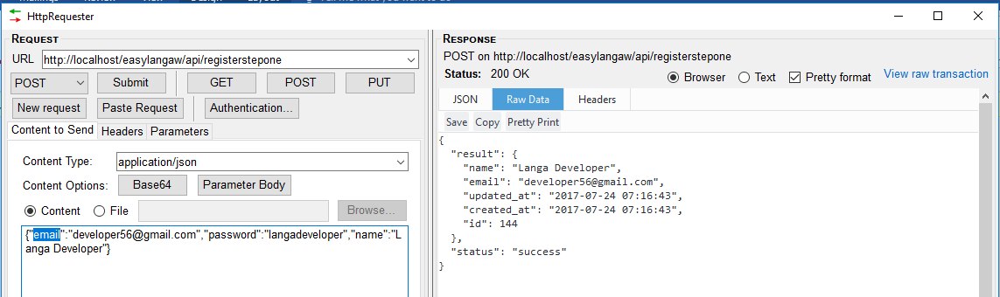 HttpRequester
REQUEST
URL http://localhost/easylangaw/api/registerstepone
POST Submit GET POST PUT
New request Paste Request Authentication...
Content to Send Headers Parameters
Content Type: application/json
Content Options: Base64 Parameter Body
Content File Browse...
{"email":"developer56@gmail.com","password":"langadeveloper","name":"L
anga Developer"}
RESPONSE
POST on http://localhost/easylangaw/api/registerstepone
Status: 200 OK Browser Text Pretty format View raw transaction
JSON Raw Data Headers
Save Copy Pretty Print
{
"result": {
"name": "Langa Developer",
"email": "developer56@gmail.com",
"updated_at": "2017-07-24 07:16:43",
"created_at": "2017-07-24 07:16:43",
"id": 144
},
"status": "success"
}